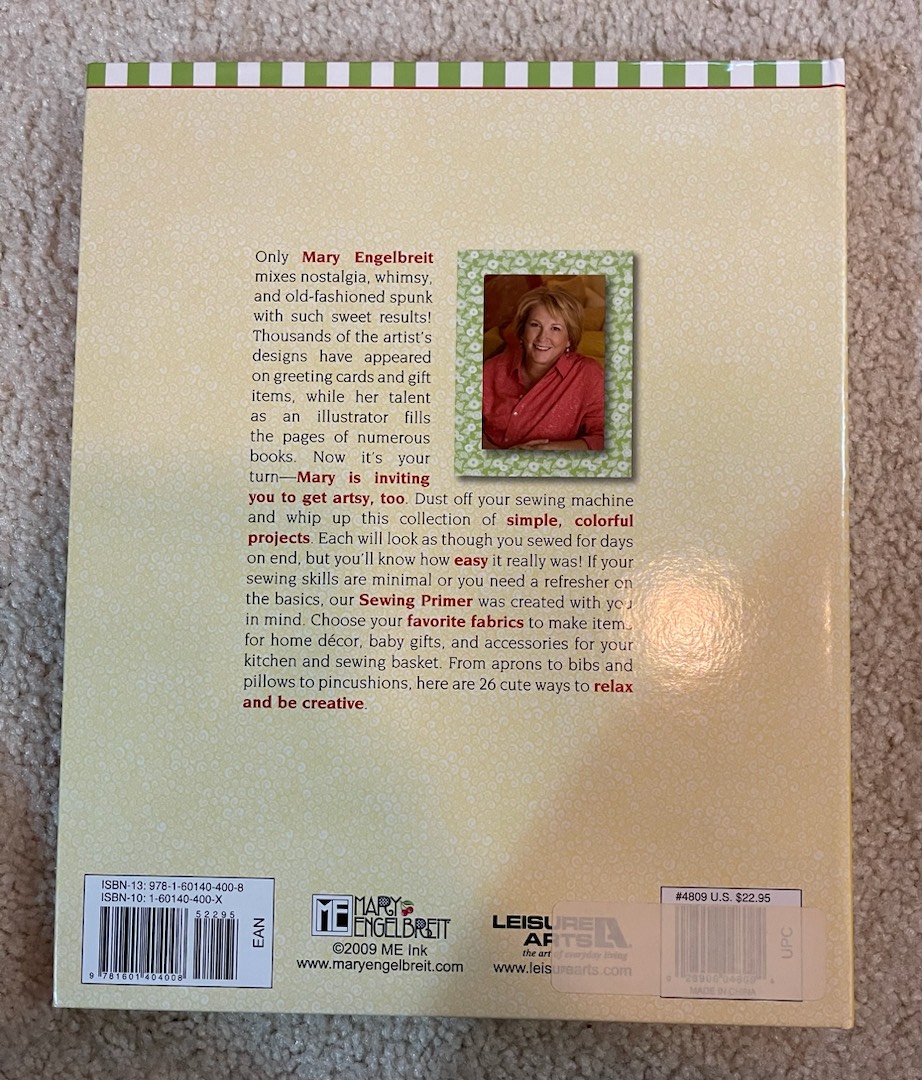 Only Mary Engelbreit
mixes nostalgia, whimsy,
and old-fashioned spunk
with such sweet results!
Thousands of the artist's
designs have appeared
on greeting cards and gift
items, while her talent
as an illustrator fills
the pages of numerous
books. Now it's your
turn—Mary is inviting
you to get artsy, too. Dust off your sewing machine
and whip up this collection of simple, colorful
projects. Each will look as though you sewed for days
on end, but you'll know how easy it really was! If your
sewing skills are minimal or you need a refresher on
the basics, our Sewing Primer was created with you
in mind. Choose your favorite fabrics to make items
for home décor, baby gifts, and accessories for your
kitchen and sewing basket. From aprons to bibs and
pillows to pincushions, here are 26 cute ways to relax
and be creative.
ISBN-13: 978-1-60140-400-8
ISBN-10: 1-60140-400-X
52295
EAN
9 781601 404008
ME MARY
ENGELBREIT
©2009 ME Ink
www.maryengelbreit.com
LEISURE
ARTS
the art of everyday living
www.leisurearts.com
#4809 U.S. $22.95
UPC
MADE IN CHINA